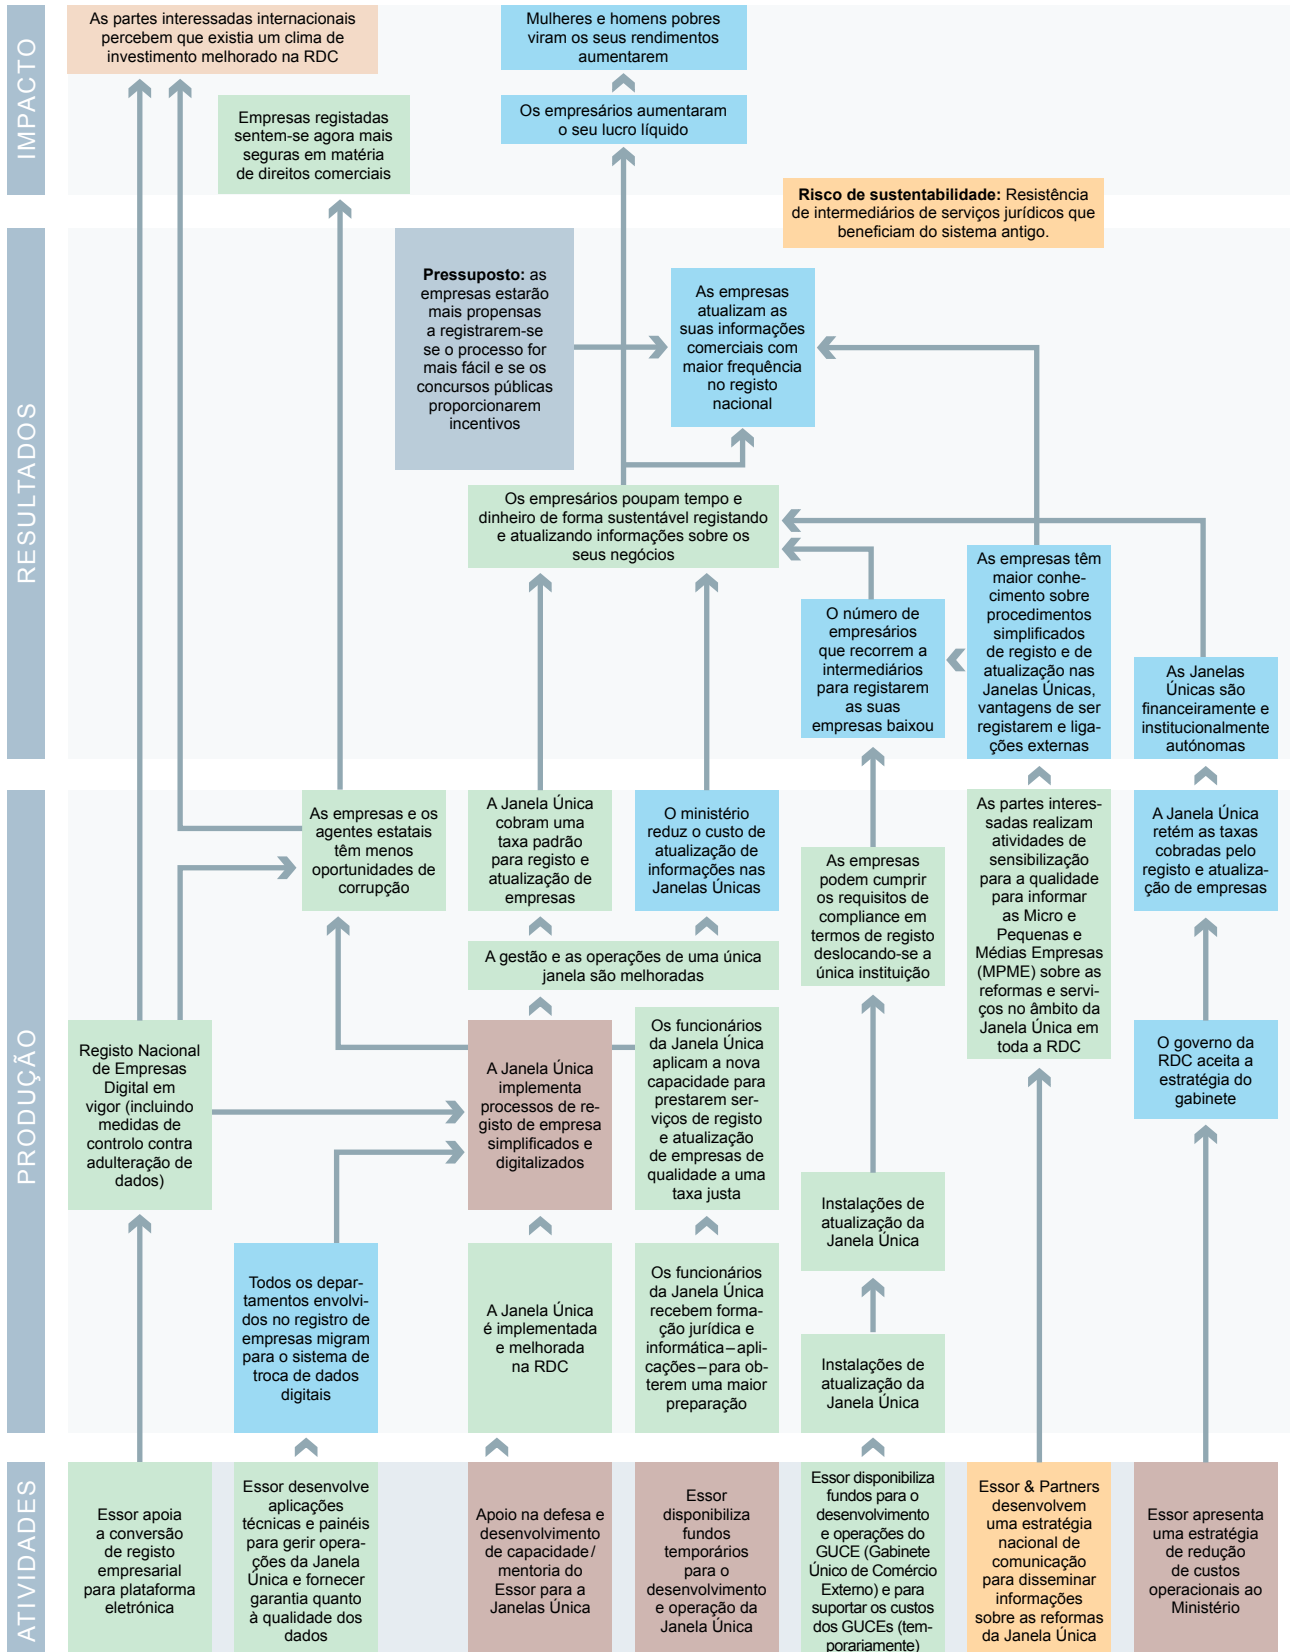 IMPACTO
As partes interessadas internacionais
percebem que existia um clima de
investimento melhorado na RDC
Mulheres e homens pobres
viram os seus rendimentos
aumentarem
Os empresários aumentaram
o seu lucro líquido
Empresas registadas
sentem-se agora mais
seguras em matéria
de direitos comerciais
Risco de sustentabilidade: Resistência
de intermediários de serviços jurídicos que
beneficiam do sistema antigo.
RESULTADOS
Pressuposto: as
empresas estarão
mais propensas
a registrarem-se
se o processo for
mais fácil e se os
concursos públicas
proporcionarem
incentivos
As empresas
atualizam as
suas informações
comerciais com
maior frequência
no registo
nacional
Os empresários poupam tempo e
dinheiro de forma sustentável registando
e atualizando informações sobre os
seus negócios
O número de
empresários
que recorrem a
intermediários
para registarem
as suas
empresas baixou
As empresas têm
maior conhe-
cimento sobre
procedimentos
simplificados
de registo e de
atualização nas
Janelas Únicas,
vantagens de ser
registarem e liga-
ções externas
As Janelas
Únicas são
financeiramente e
institucionalmente
autónomas
PRODUÇÃO
As empresas e os
agentes estatais
têm menos
oportunidades de
corrupção
A Janela Única
cobram uma
taxa padrão
para registo e
atualização de
empresas
O ministério
reduz o custo de
atualização de
informações nas
Janelas Únicas
As empresas
podem cumprir
os requisitos de
compliance em
termos de registo
deslocando-se a
única instituição
As partes interes-
sadas realizam
atividades de
sensibilização
para a qualidade
para informar
as Micro e
Pequenas e
Médias Empresas
(MPME) sobre as
reformas e servi-
ços no âmbito da
Janela Única em
toda a RDC
A Janela Única
retém as taxas
cobradas pelo
registo e atualiza-
ção de empresas
A gestão e as operações de uma única
janela são melhoradas
Registo Nacional
de Empresas
Digital em
vigor (incluindo
medidas de
controlo contra
adulteração de
dados)
A Janela Única
implementa
processos de re-
gisto de empresa
simplificados e
digitalizados
Os funcionários
da Janela Única
aplicam a nova
capacidade para
prestarem ser-
viços de registo
e atualização
de empresas de
qualidade a uma
taxa justa
O governo da
RDC aceita a
estratégia do
gabinete
Instalações de
atualização da
Janela Única
Todos os depar-
tamentos envolvi-
dos no registro de
empresas migram
para o sistema de
troca de dados
digitais
A Janela Única
é implementada
e melhorada
na RDC
Os funcionários
da Janela Única
recebem forma-
ção jurídica e
informática – apli-
cações – para ob-
terem uma maior
preparação
Instalações de
atualização da
Janela Única
ATIVIDADES
Essor apoia
a conversão
de registo
empresarial
para plataforma
eletrónica
Essor desenvolve
aplicações
técnicas e painéis
para gerir opera-
ções da Janela
Única e fornecer
garantia quanto
à qualidade dos
dados
Apoio na defesa e
desenvolvimento
de capacidade/
mentoria do
Essor para a
Janelas Única
Essor
disponibiliza
fundos
temporários
para o
desenvolvimento
e operação da
Janela Única
Essor disponibiliza
fundos para o
desenvolvimento
e operações do
GUCE (Gabinete
Único de Comércio
Externo) e para
suportar os custos
dos GUCEs (tem-
porariamente)
Essor & Partners
desenvolvem
uma estratégia
nacional de
comunicação
para disseminar
informações
sobre as reformas
da Janela Única
Essor apresenta
uma estratégia
de redução
de custos
operacionais ao
Ministério